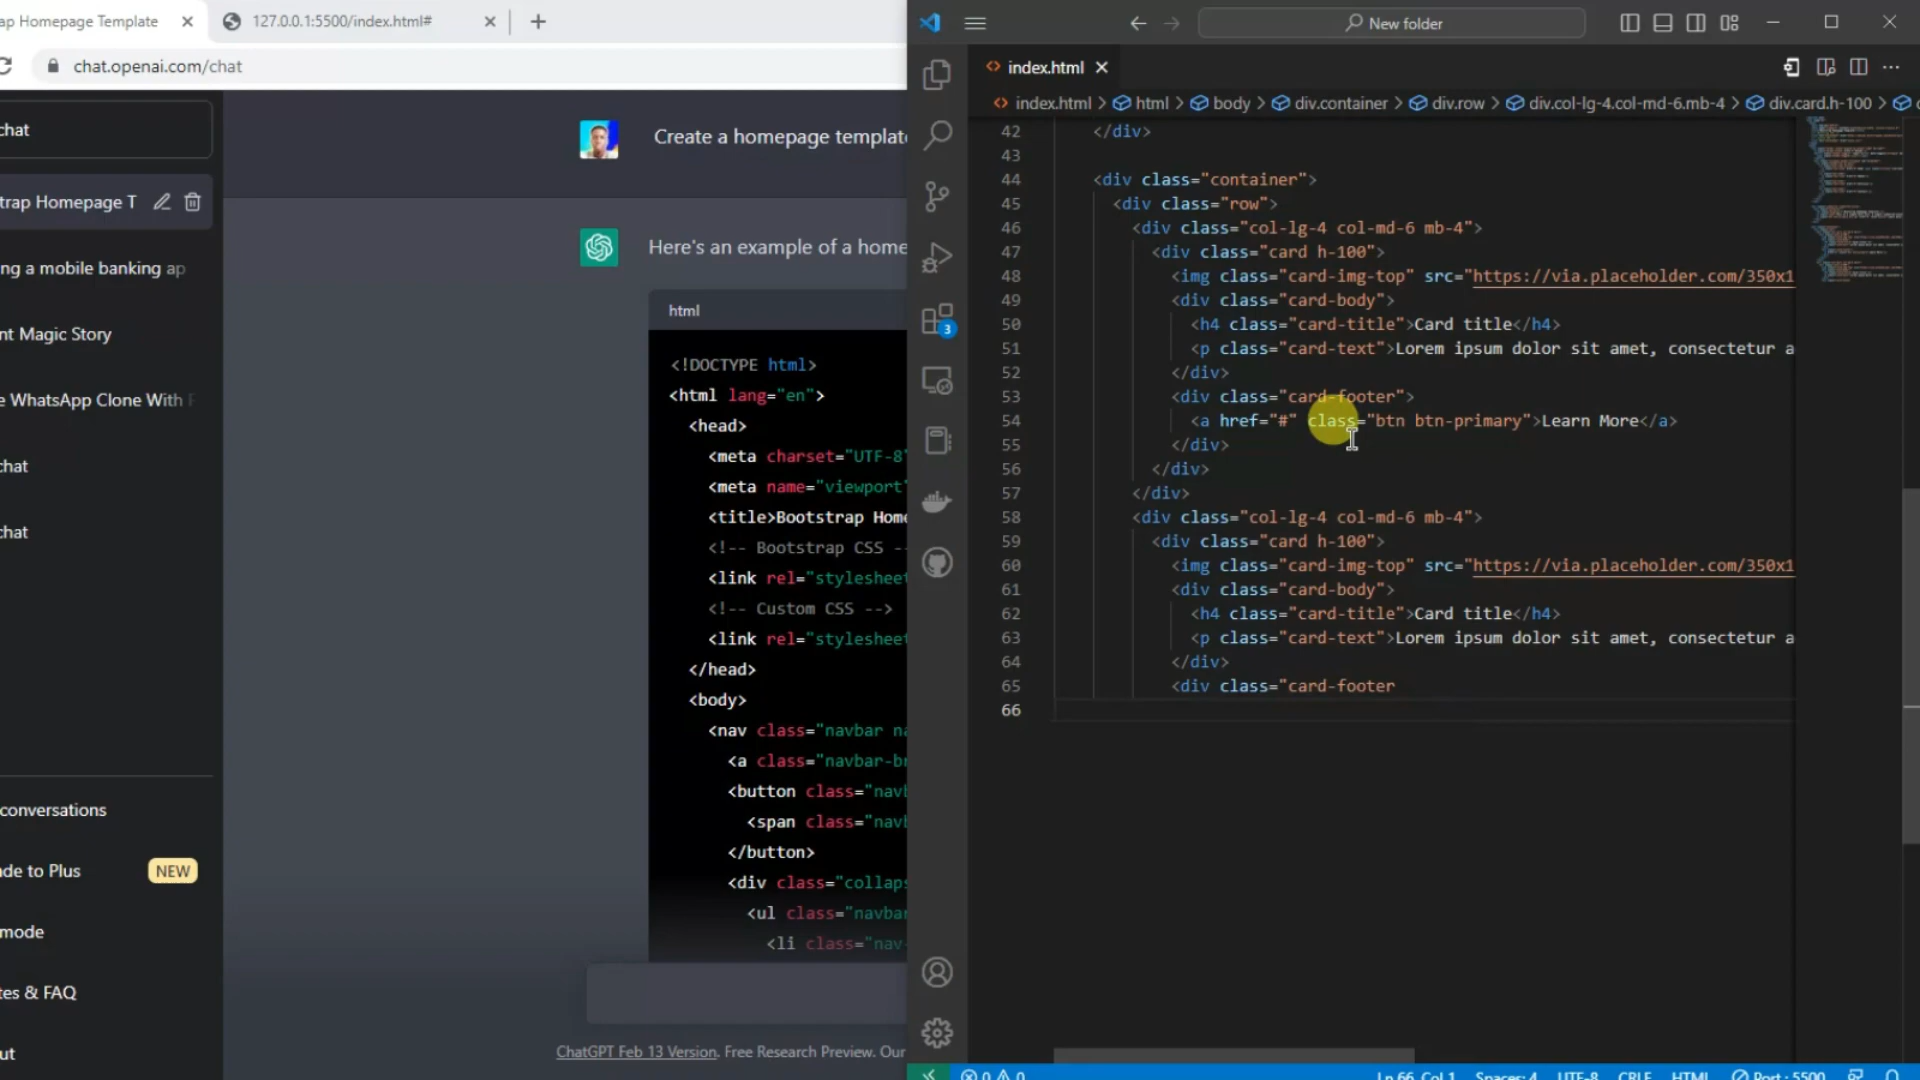 ap Homepage Template
127.0.0.1:5500/index.html#
chat.openai.com/chat
chat
trap Homepage T
ng a mobile banking ap
nt Magic Story
e WhatsApp Clone With
chat
chat
conversations
de to Plus
NEW
mode
tes & FAQ
ut
Create a homepage template
Here's an example of a home
html
<!DOCTYPE html>
<html lang="en">
<head>
<meta charset="UTF-8"
<meta name="viewport"
<title>Bootstrap Home
<!-- Bootstrap CSS --
<link rel="stylesheet
<!-- Custom CSS -->
<link rel="stylesheet
</head>
<body>
<nav class="navbar na
<a class="navbar-br
<button class="navb
<span class="navb
</button>
<div class="collaps
<ul class="navbar
<li class="nav-
ChatGPT Feb 13 Version. Free Research Preview. Our
New folder
index.html
index.html > html > body > div.container > div.row > div.col-lg-4.col-md-6.mb-4 > div.card.h-100 >
42 </div>
43
44 <div class="container">
45 <div class="row">
46 <div class="col-lg-4 col-md-6 mb-4">
47 <div class="card h-100">
48 <img class="card-img-top" src="https://via.placeholder.com/350x1
49 <div class="card-body">
50 <h4 class="card-title">Card title</h4>
51 <p class="card-text">Lorem ipsum dolor sit amet, consectetur a
52 </div>
53 <div class="card-footer">
54 <a href="#" class="btn btn-primary">Learn More</a>
55 </div>
56 </div>
57 </div>
58 <div class="col-lg-4 col-md-6 mb-4">
59 <div class="card h-100">
60 <img class="card-img-top" src="https://via.placeholder.com/350x1
61 <div class="card-body">
62 <h4 class="card-title">Card title</h4>
63 <p class="card-text">Lorem ipsum dolor sit amet, consectetur a
64 </div>
65 <div class="card-footer
66
3
0 0 Ln 66, Col 1 Spaces: 4 UTF-8 CRLF HTML Port : 5500